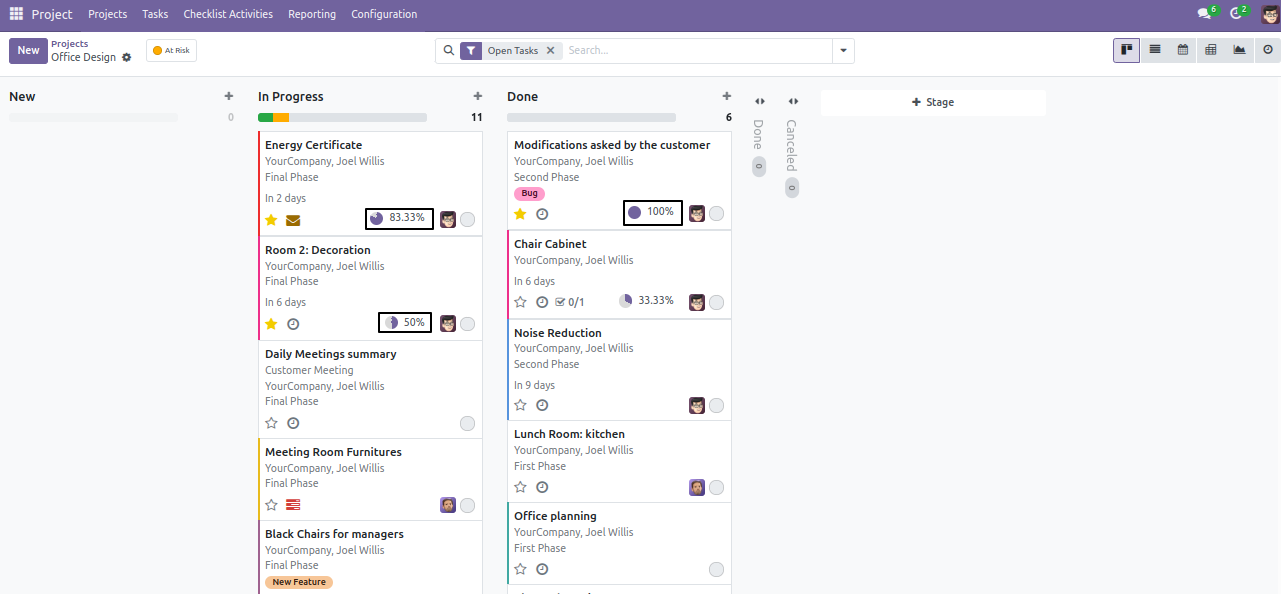 Project Projects Tasks Checklist Activities Reporting Configuration 6 2
New
Projects
Office Design
At Risk
Open Tasks
Search...
New
0
In Progress
11
Energy Certificate
YourCompany, Joel Willis
Final Phase
In 2 days
83.33%
Room 2: Decoration
YourCompany, Joel Willis
Final Phase
In 6 days
50%
Daily Meetings summary
Customer Meeting
YourCompany, Joel Willis
Final Phase
Meeting Room Furnitures
YourCompany, Joel Willis
Final Phase
Black Chairs for managers
YourCompany, Joel Willis
Final Phase
New Feature
Done
6
Modifications asked by the customer
YourCompany, Joel Willis
Second Phase
Bug
100%
Chair Cabinet
YourCompany, Joel Willis
In 6 days
0/1
33.33%
Noise Reduction
YourCompany, Joel Willis
Second Phase
In 9 days
Lunch Room: kitchen
YourCompany, Joel Willis
First Phase
Office planning
YourCompany, Joel Willis
First Phase
Done
0
Canceled
0
Stage